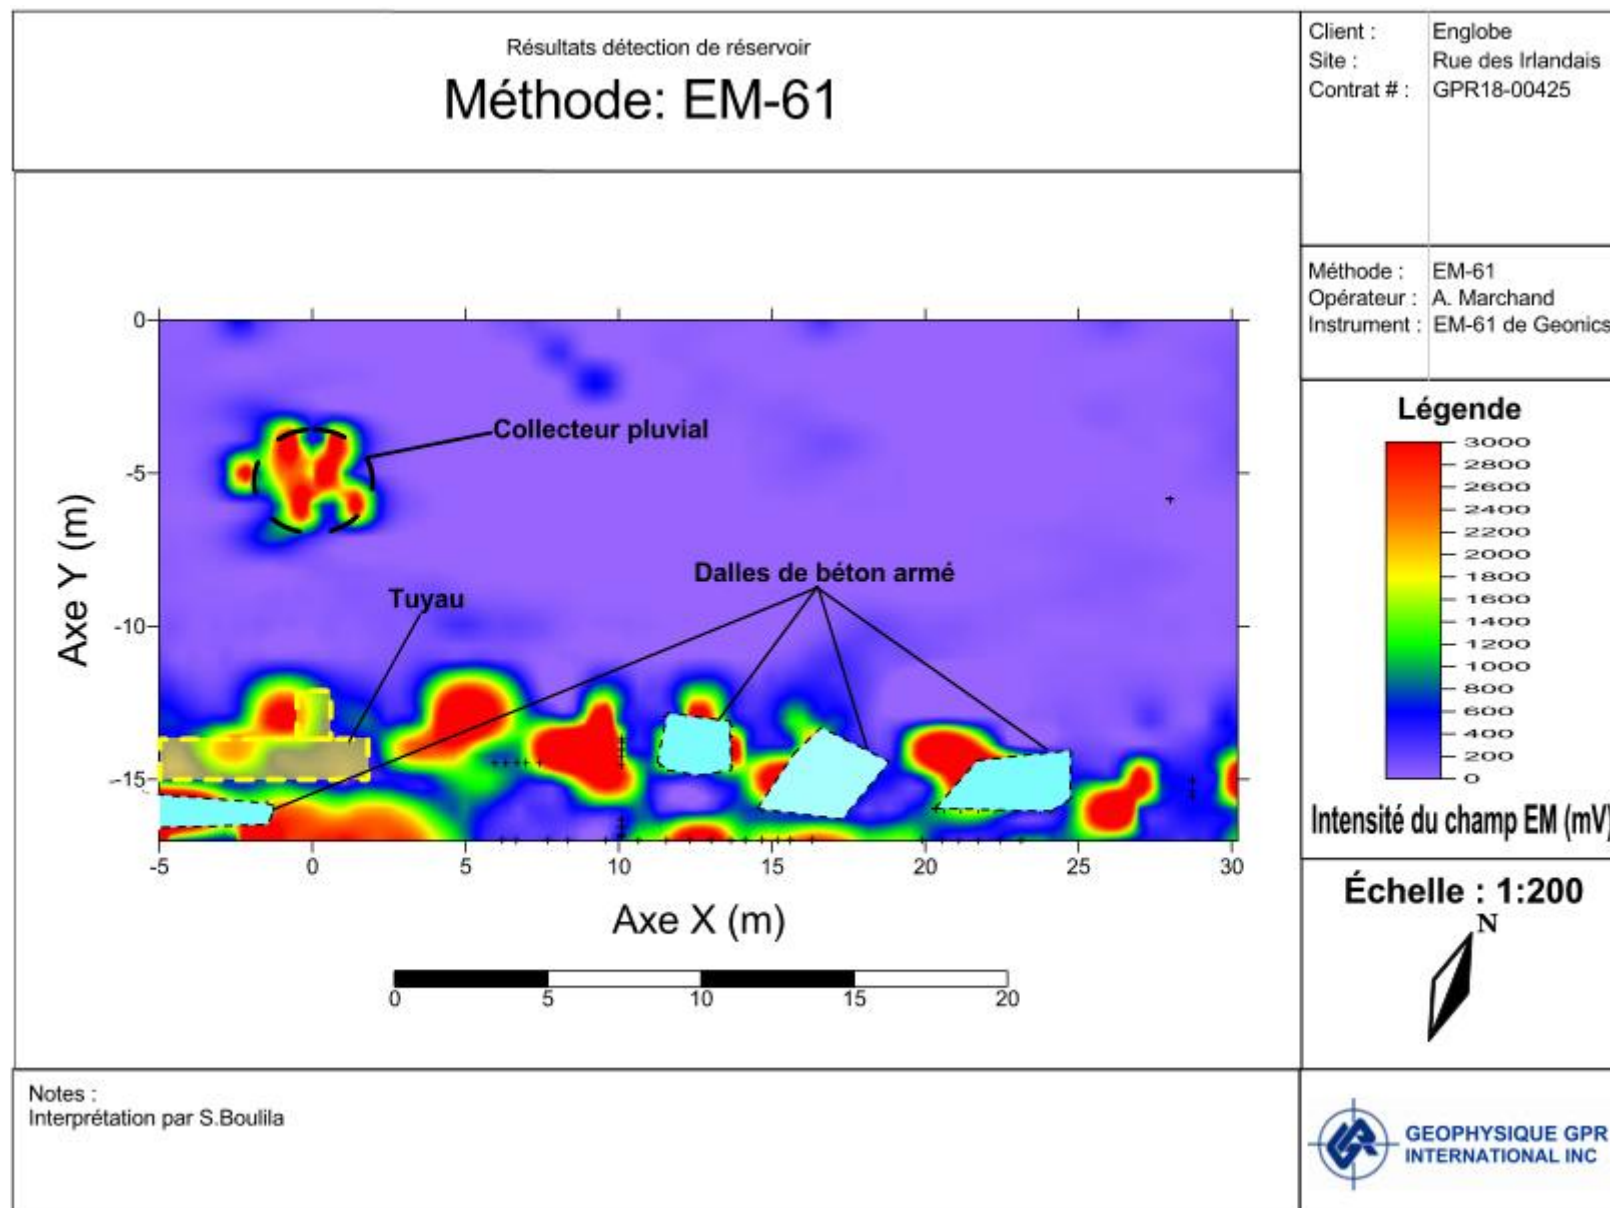 Résultats détection de réservoir
Méthode: EM-61
Client : Englobe
Site : Rue des Irlandais
Contrat # : GPR18-00425
Méthode : EM-61
Opérateur : A. Marchand
Instrument : EM-61 de Geonics
Légende
3000
2800
2600
2400
2200
2000
1800
1600
1400
1200
1000
800
600
400
200
0
Intensité du champ EM (mV)
Échelle : 1:200
N
Axe Y (m)
0
-5
-10
-15
Collecteur pluvial
Dalles de béton armé
Tuyau
-5 0 5 10 15 20 25 30
Axe X (m)
0 5 10 15 20
Notes :
Interprétation par S.Boulila
GEOPHYSIQUE GPR
INTERNATIONAL INC